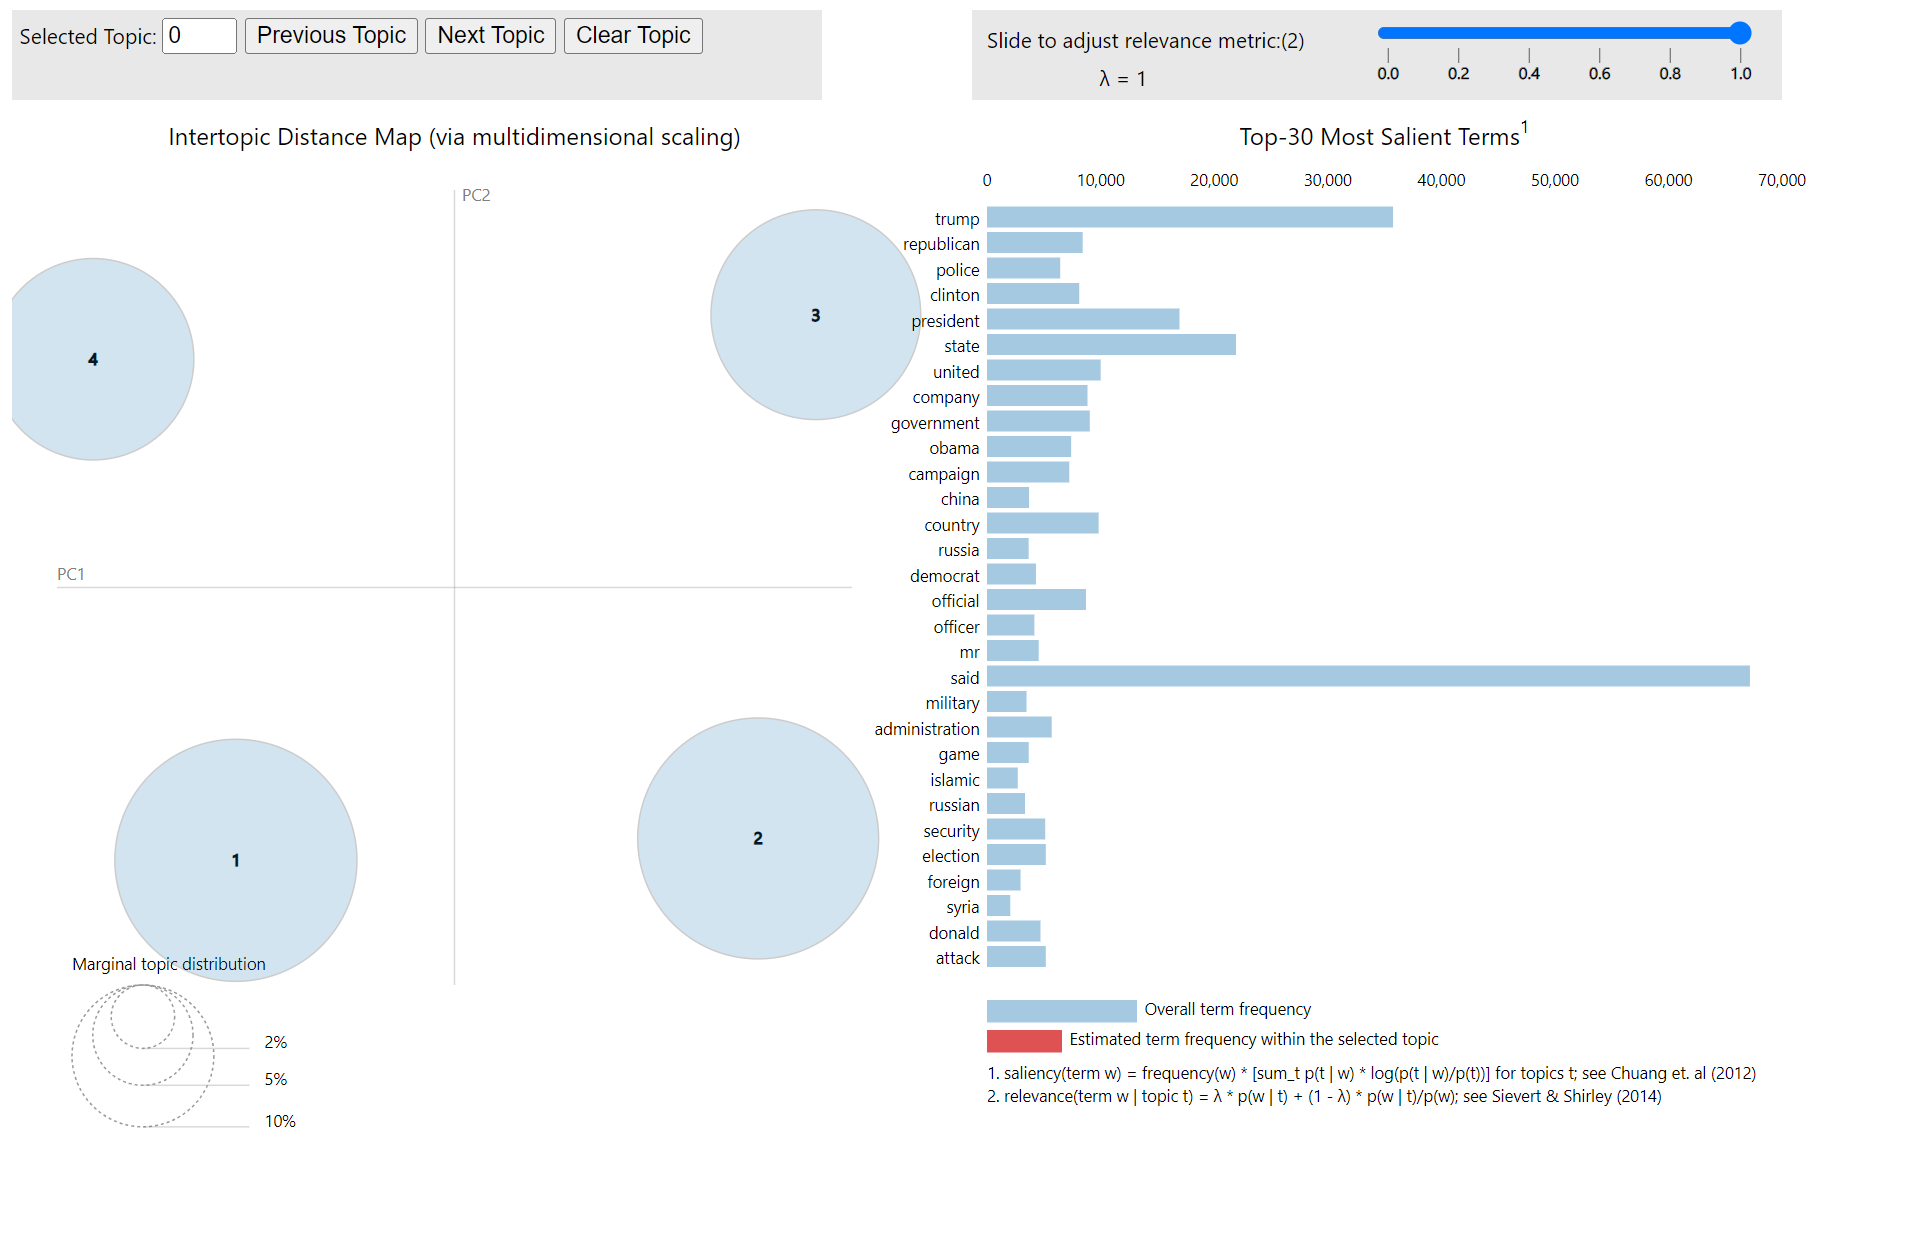 Selected Topic: 0 Previous Topic Next Topic Clear Topic
Slide to adjust relevance metric:(2)
λ = 1
0.0 0.2 0.4 0.6 0.8 1.0
Intertopic Distance Map (via multidimensional scaling)
PC2
PC1
4
3
1
2
Marginal topic distribution
2%
5%
10%
Top-30 Most Salient Terms1
0 10,000 20,000 30,000 40,000 50,000 60,000 70,000
trump
republican
police
clinton
president
state
united
company
government
obama
campaign
china
country
russia
democrat
official
officer
mr
said
military
administration
game
islamic
russian
security
election
foreign
syria
donald
attack
Overall term frequency
Estimated term frequency within the selected topic
1. saliency(term w) = frequency(w) * [sum_t p(t | w) * log(p(t | w)/p(t))] for topics t; see Chuang et. al (2012)
2. relevance(term w | topic t) = λ * p(w | t) + (1 - λ) * p(w | t)/p(w); see Sievert & Shirley (2014)